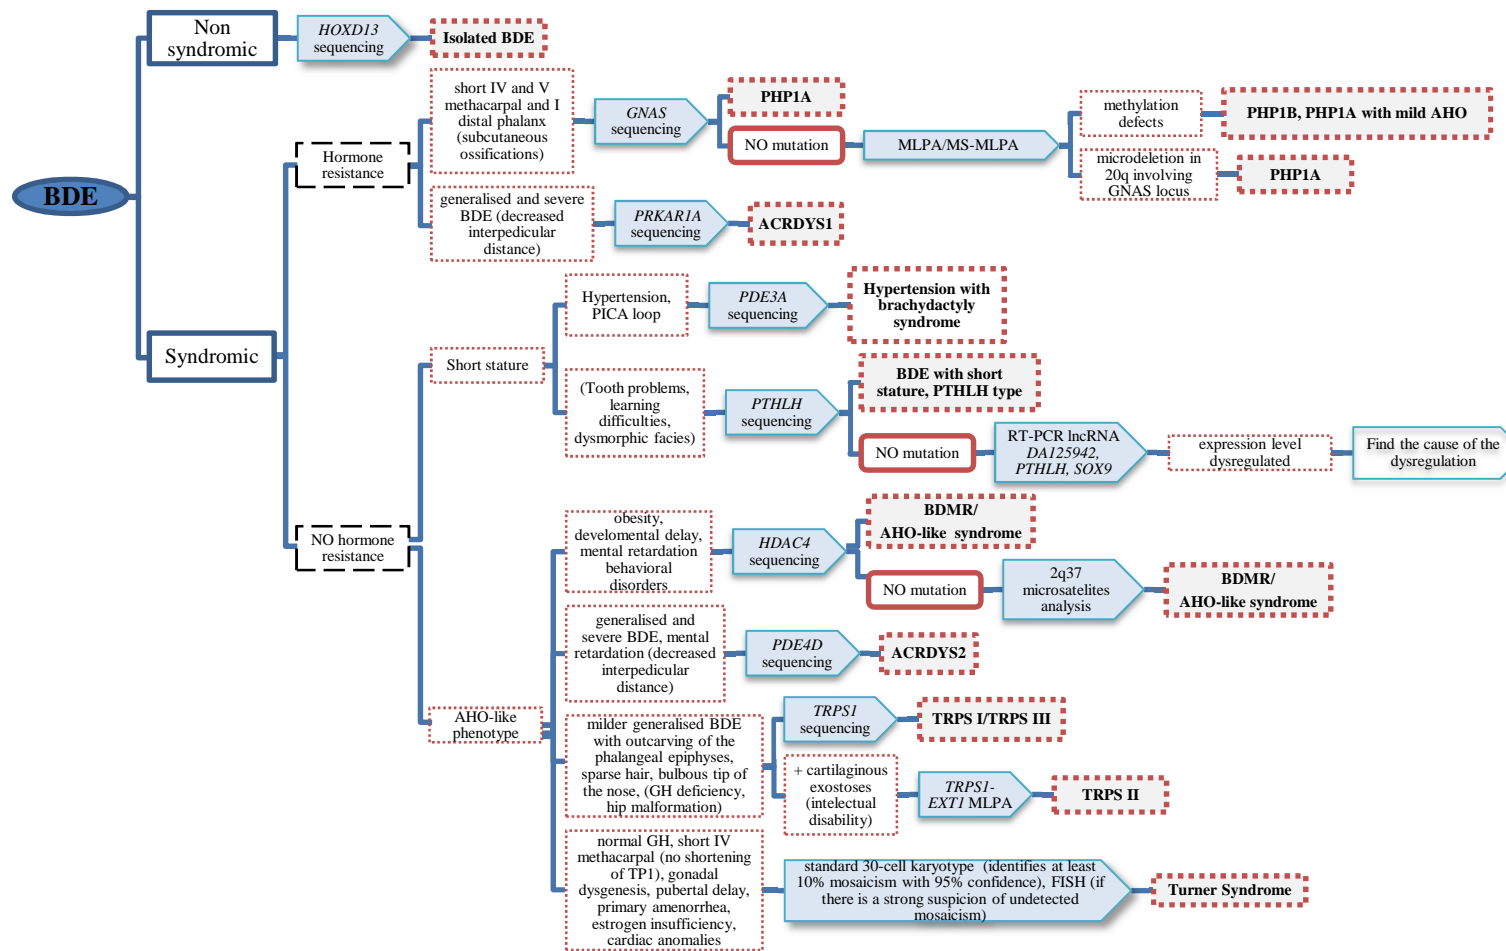 BDE
Non
syndromic
HOXD13
sequencing
Isolated BDE
Syndromic
Hormone
resistance
short IV and V
methacarpal and I
distal phalanx
(subcutaneous
ossifications)
GNAS
sequencing
PHP1A
NO mutation
MLPA/MS-MLPA
methylation
defects
PHP1B, PHP1A with mild AHO
microdeletion in
20q involving
GNAS locus
PHP1A
generalised and severe
BDE (decreased
interpedicular
distance)
PRKAR1A
sequencing
ACRDYS1
NO hormone
resistance
Short stature
Hypertension,
PICA loop
PDE3A
sequencing
Hypertension with
brachydactyly
syndrome
(Tooth problems,
learning
difficulties,
dysmorphic facies)
PTHLH
sequencing
BDE with short
stature, PTHLH type
NO mutation
RT-PCR lncRNA
DA125942,
PTHLH, SOX9
expression level
dysregulated
Find the cause of the
dysregulation
AHO-like
phenotype
obesity,
develomental delay,
mental retardation
behavioral
disorders
HDAC4
sequencing
BDMR/
AHO-like syndrome
NO mutation
2q37
microsatelites
analysis
BDMR/
AHO-like syndrome
generalised and
severe BDE, mental
retardation (decreased
interpedicular
distance)
PDE4D
sequencing
ACRDYS2
milder generalised BDE
with outcarving of the
phalangeal epiphyses,
sparse hair, bulbous tip of
the nose, (GH deficiency,
hip malformation)
TRPS1
sequencing
TRPS I/TRPS III
+ cartilaginous
exostoses
(intelectual
disability)
TRPS1-
EXT1 MLPA
TRPS II
normal GH, short IV
methacarpal (no shortening
of TP1), gonadal
dysgenesis, pubertal delay,
primary amenorrhea,
estrogen insufficiency,
cardiac anomalies
standard 30-cell karyotype (identifies at least
10% mosaicism with 95% confidence), FISH (if
there is a strong suspicion of undetected
mosaicism)
Turner Syndrome